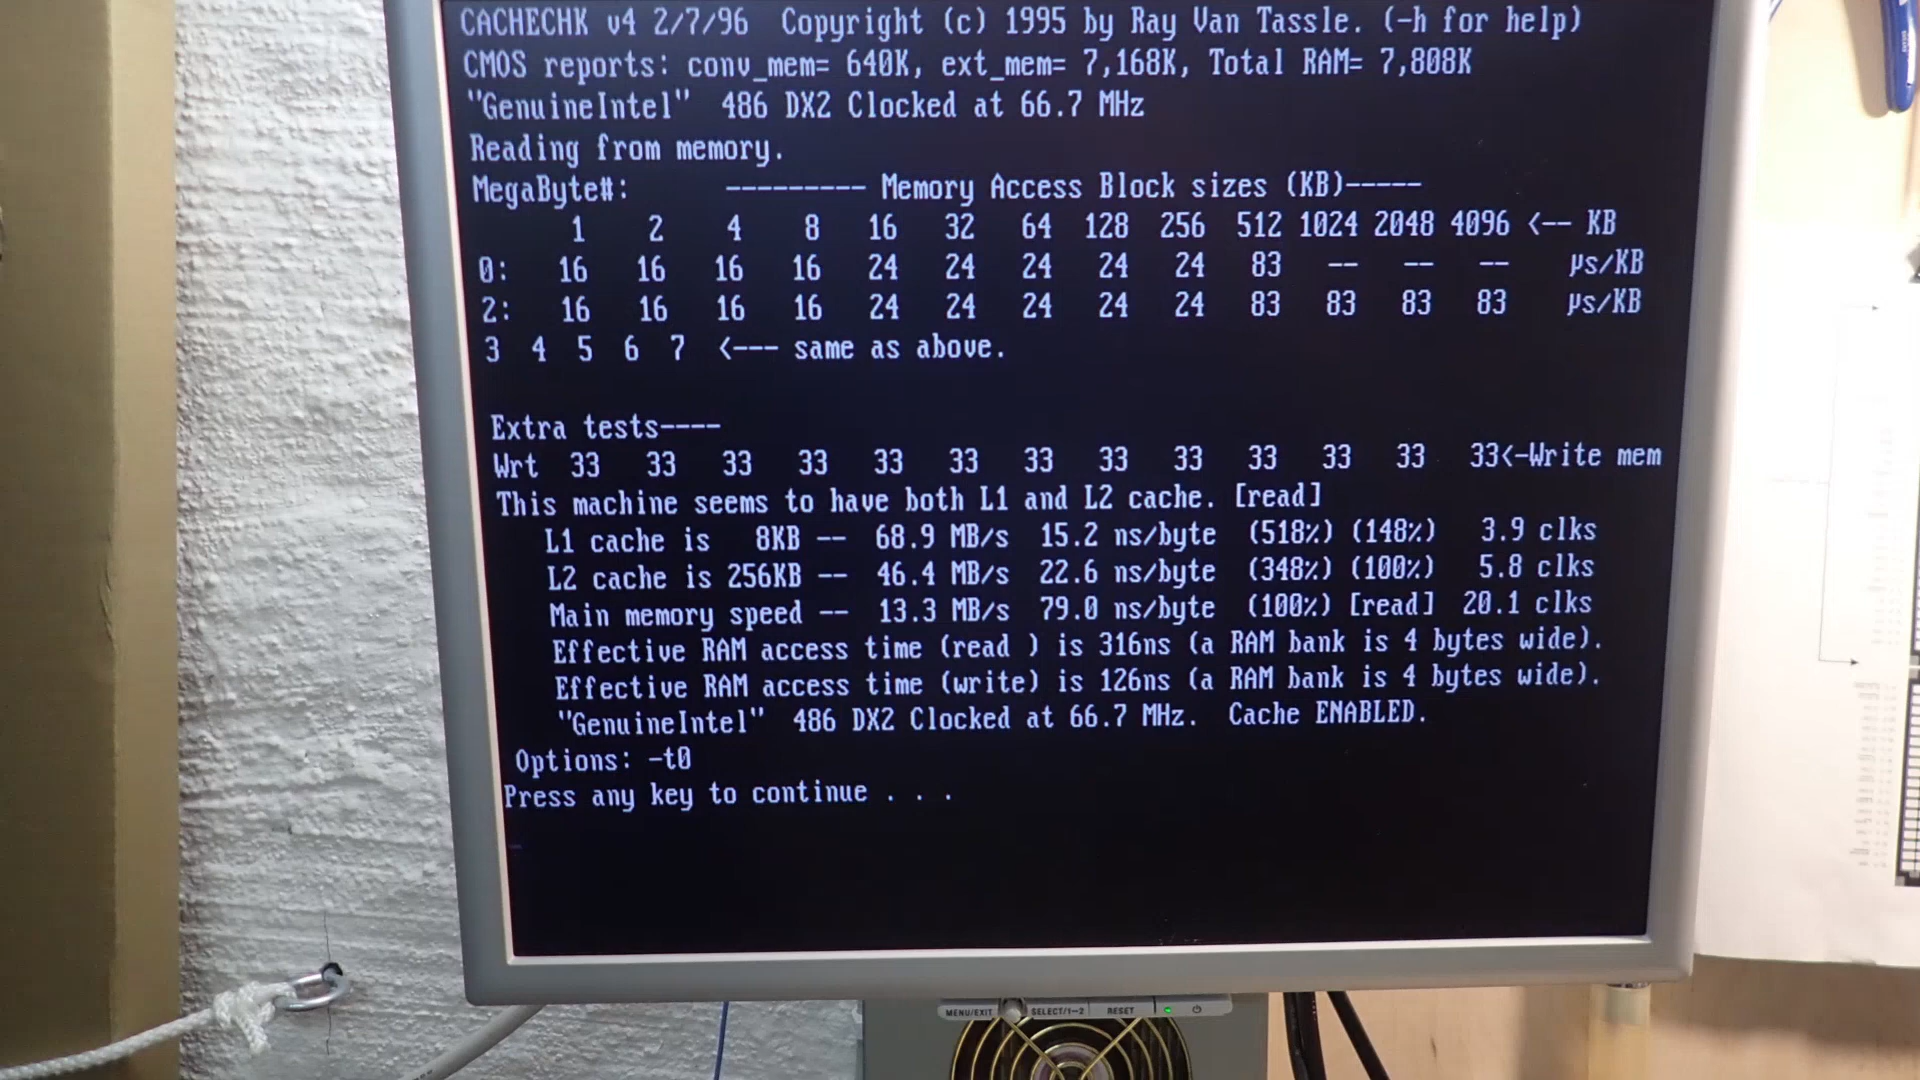 CACHECHK v4 2/7/96  Copyright (c) 1995 by Ray Van Tassle. (-h for help)
CMOS reports: conv_mem= 640K, ext_mem= 7,168K, Total RAM= 7,808K
"GenuineIntel"  486 DX2 Clocked at 66.7 MHz
Reading from memory.
MegaByte#:  --------- Memory Access Block sizes (KB)-----
1 2 4 8 16 32 64 128 256 512 1024 2048 4096 <-- KB
0: 16 16 16 16 24 24 24 24 24 83 -- -- -- µs/KB
2: 16 16 16 16 24 24 24 24 24 83 83 83 83 µs/KB
3 4 5 6 7 <--- same as above.
Extra tests----
Wrt 33 33 33 33 33 33 33 33 33 33 33 33 33<-Write mem
This machine seems to have both L1 and L2 cache. [read]
L1 cache is 8KB -- 68.9 MB/s 15.2 ns/byte (518%) (148%) 3.9 clks
L2 cache is 256KB -- 46.4 MB/s 22.6 ns/byte (348%) (100%) 5.8 clks
Main memory speed -- 13.3 MB/s 79.0 ns/byte (100%) [read] 20.1 clks
Effective RAM access time (read ) is 316ns (a RAM bank is 4 bytes wide).
Effective RAM access time (write) is 126ns (a RAM bank is 4 bytes wide).
"GenuineIntel"  486 DX2 Clocked at 66.7 MHz.  Cache ENABLED.
Options: -t0
Press any key to continue . . .
MENU/EXIT SELECT/1-2 RESET